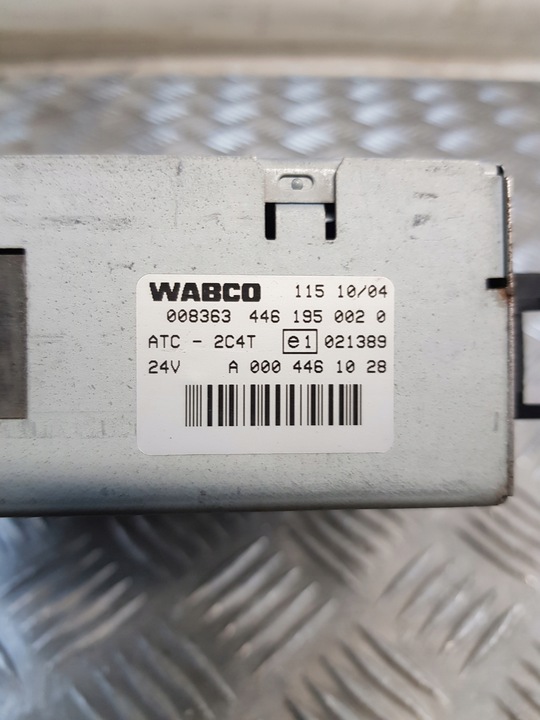 WABCO 115 10/04
008363 446 195 002 0
ATC - 2C4T e1 021389
24V A 000 446 10 28